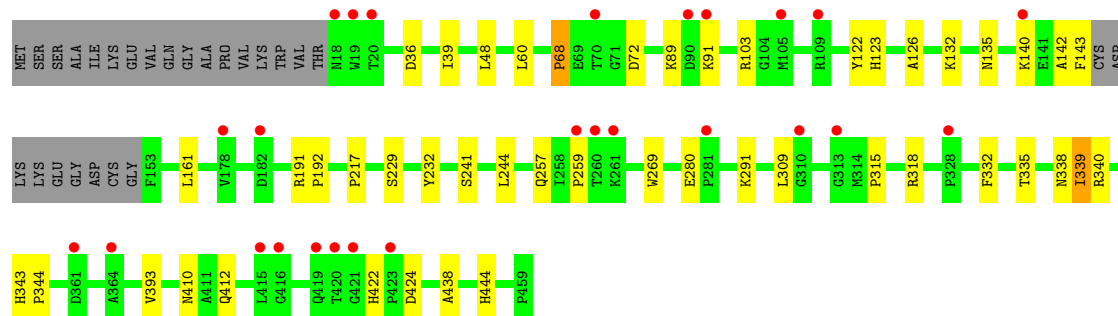 MET SER SER ALA ILE LYS GLU VAL GLN GLY ALA PRO VAL LYS TRP VAL THR N18 W19 T20 D36 I39 L48 L60 P68 E69 T70 G71 D72 K89 D90 K91 R103 G104 M105 R109 Y122 H123 A126 K132 N135 K140 E141 A142 F143 CYS ASP
LYS LYS GLU GLY ASP CYS GLY F153 L161 V178 D182 R191 P192 P217 S229 Y232 S241 L244 Q257 I258 P259 T260 K261 W269 E280 P281 K291 L309 G310 G313 M314 P315 R318 P328 F332 T335 N338 I339 R340
H343 P344 D361 A364 V393 N410 A411 Q412 L415 G416 Q419 T420 G421 H422 P423 D424 A438 H444 P459